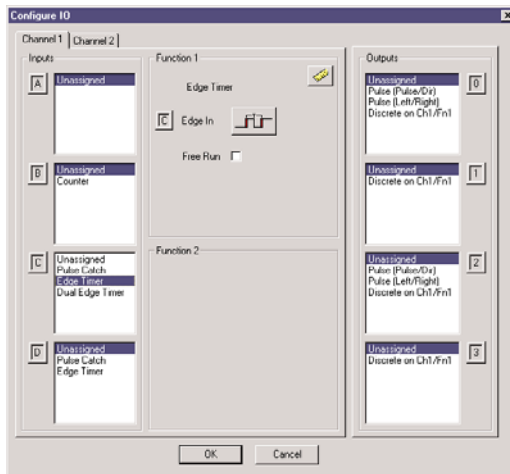 Configure IO
Channel 1
Channel 2
Inputs
A
Unassigned
B
Unassigned
Counter
C
Unassigned
Pulse Catch
Edge Timer
Dual Edge Timer
D
Unassigned
Pulse Catch
Edge Timer
Function 1
Edge Timer
C Edge In
Free Run
Function 2
Outputs
Unassigned
Pulse (Pulse/Dir)
Pulse (Left/Right)
Discrete on Ch1/Fn1
0
Unassigned
Discrete on Ch1/Fn1
1
Unassigned
Pulse (Pulse/Dir)
Pulse (Left/Right)
Discrete on Ch1/Fn1
2
Unassigned
Discrete on Ch1/Fn1
3
OK
Cancel